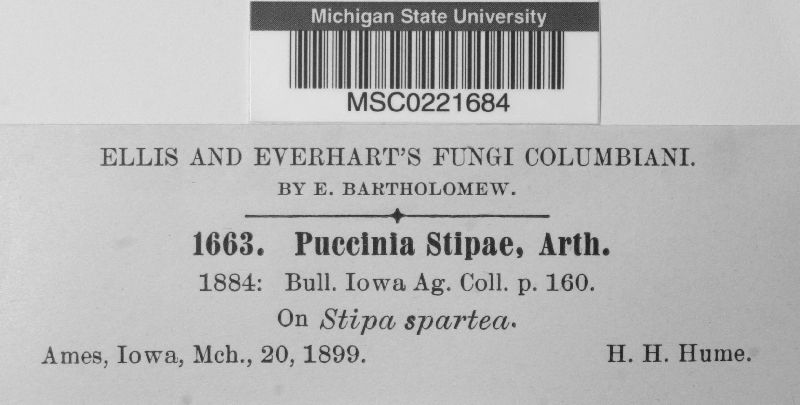 Michigan State University
MSC0221684
ELLIS AND EVERHART'S FUNGI COLUMBIANI.
BY E. BARTHOLOMEW.
1663. Puccinia Stipae, Arth.
1884: Bull. Iowa Ag. Coll. p. 160.
On Stipa spartea.
Ames, Iowa, Mch., 20, 1899. H. H. Hume.